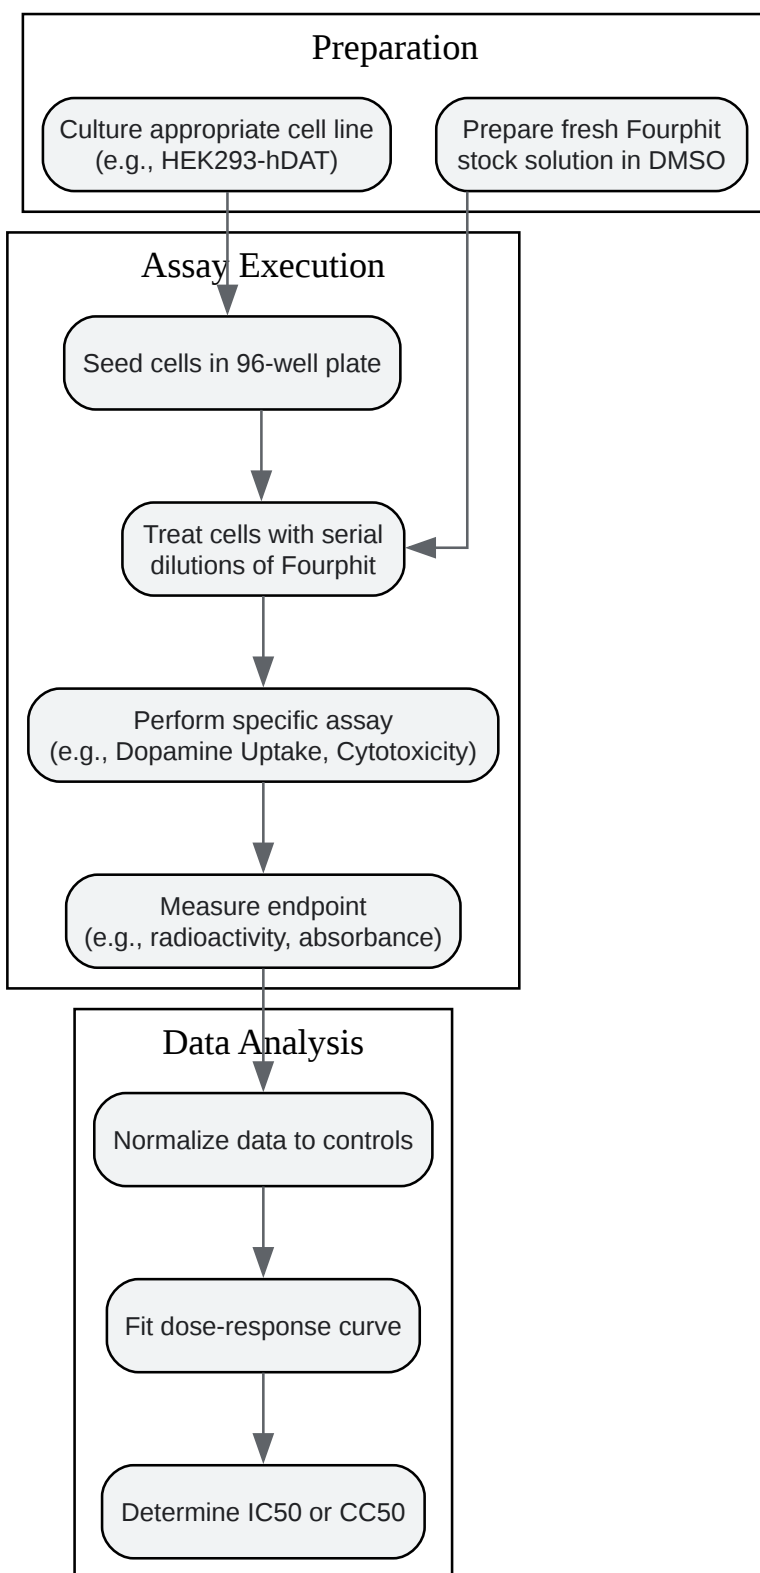 Preparation
Culture appropriate cell line
(e.g., HEK293-hDAT)
Prepare fresh Fourphit
stock solution in DMSO
Assay Execution
Seed cells in 96-well plate
Treat cells with serial
dilutions of Fourphit
Perform specific assay
(e.g., Dopamine Uptake, Cytotoxicity)
Measure endpoint
(e.g., radioactivity, absorbance)
Data Analysis
Normalize data to controls
Fit dose-response curve
Determine IC50 or CC50